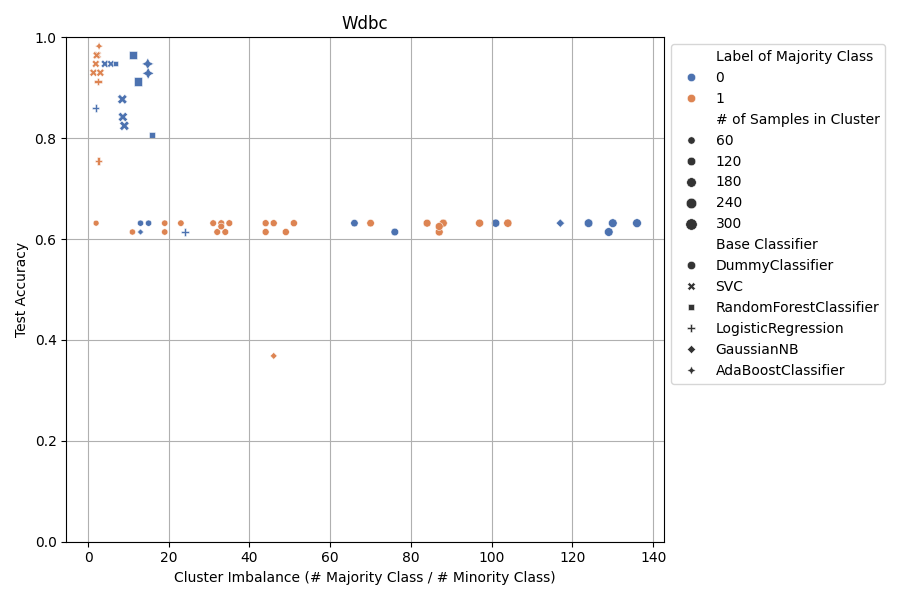 Wdbc
1.0
0.8
0.6
0.4
0.2
0.0
Test Accuracy
0 20 40 60 80 100 120 140
Cluster Imbalance (# Majority Class / # Minority Class)
Label of Majority Class
0
1
# of Samples in Cluster
60
120
180
240
300
Base Classifier
DummyClassifier
SVC
RandomForestClassifier
LogisticRegression
GaussianNB
AdaBoostClassifier